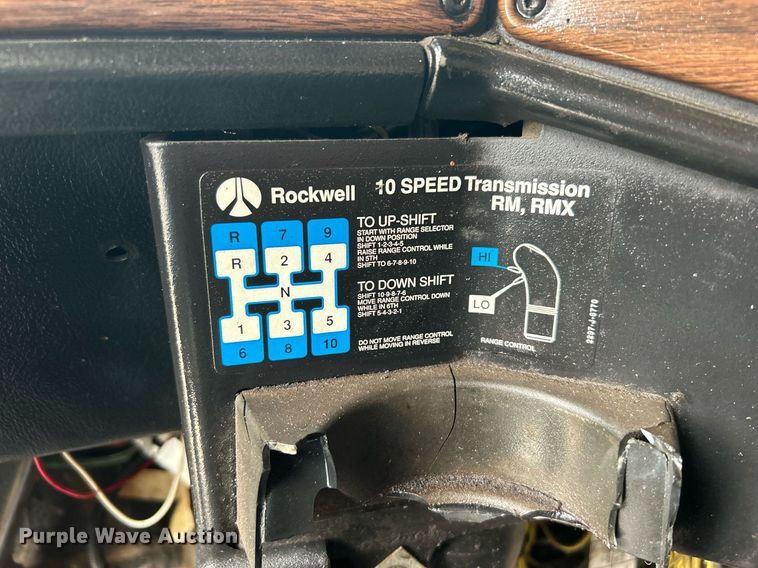 Rockwell 10 SPEED Transmission
RM, RMX
R 7 9
R 2 4
N
1 3 5
6 8 10
TO UP-SHIFT
START WITH RANGE SELECTOR
IN DOWN POSITION
SHIFT 1-2-3-4-5
RAISE RANGE CONTROL WHILE
IN 5TH
SHIFT TO 6-7-8-9-10
TO DOWN SHIFT
SHIFT 10-9-8-7-6
MOVE RANGE CONTROL DOWN
WHILE IN 6TH
SHIFT 5-4-3-2-1
DO NOT MOVE RANGE CONTROL
WHILE MOVING IN REVERSE
HI
LO
RANGE CONTROL
2297-J-0770
Purple Wave Auction